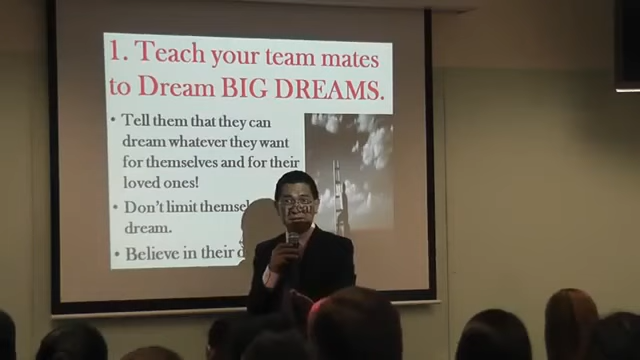 1. Teach your team mates
to Dream BIG DREAMS.
• Tell them that they can
dream whatever they want
for themselves and for their
loved ones!
• Don't limit
dream.
• Believe in their